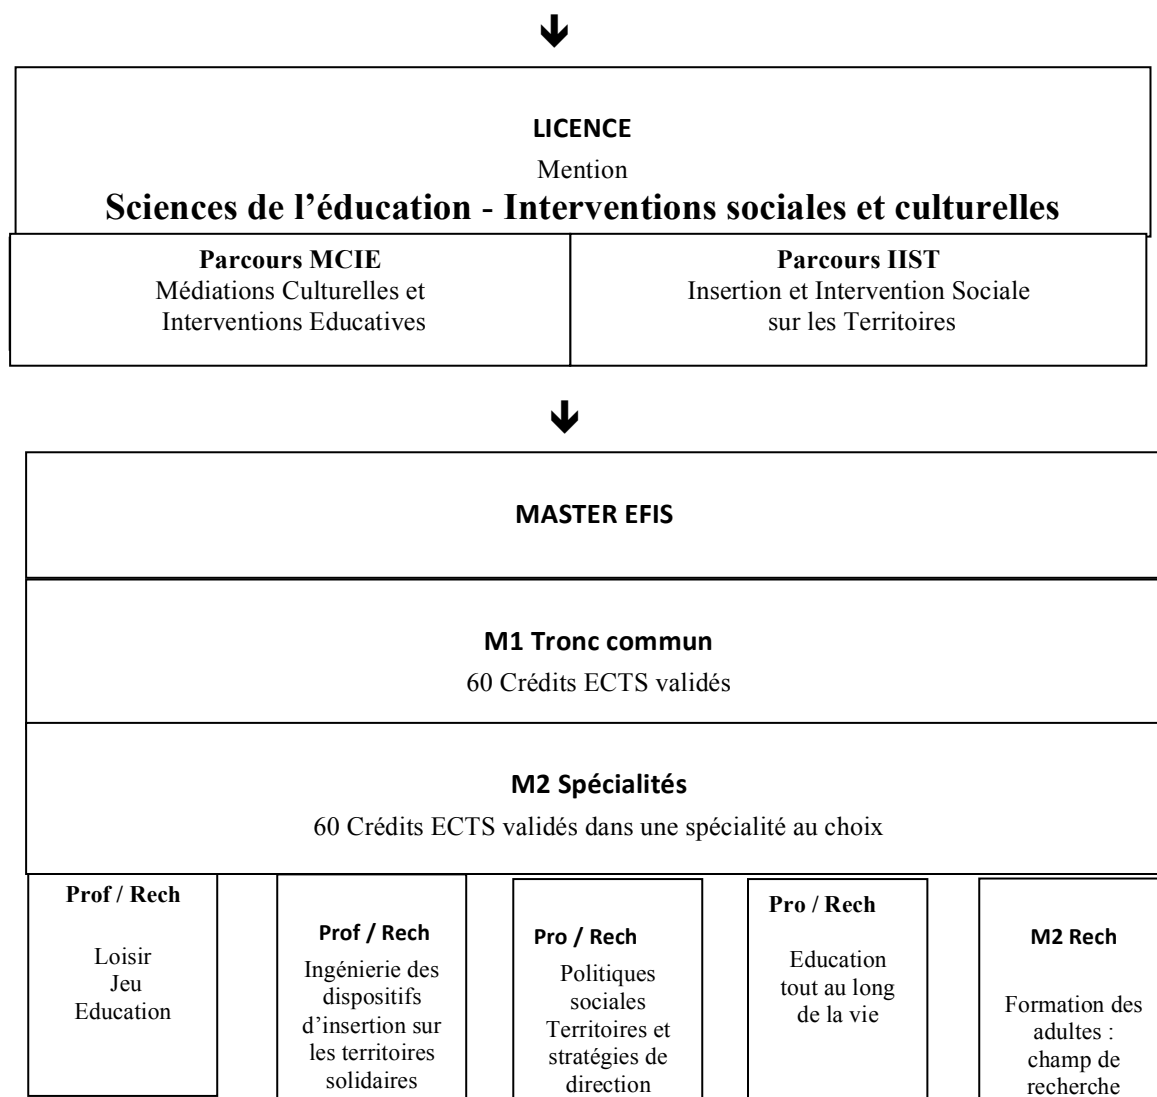 LICENCE
Mention
Sciences de l'éducation - Interventions sociales et culturelles
Parcours MCIE
Médiations Culturelles et
Interventions Educatives
Parcours IIST
Insertion et Intervention Sociale
sur les Territoires
MASTER EFIS
M1 Tronc commun
60 Crédits ECTS validés
M2 Spécialités
60 Crédits ECTS validés dans une spécialité au choix
Prof / Rech
Loisir
Jeu
Education
Prof / Rech
Ingénierie des
dispositifs
d'insertion sur
les territoires
solidaires
Pro / Rech
Politiques
sociales
Territoires et
stratégies de
direction
Pro / Rech
Education
tout au long
de la vie
M2 Rech
Formation des
adultes :
champ de
recherche